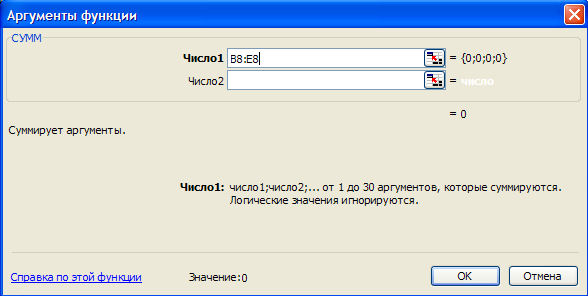 Аргументы функции
СУММ
Число1 B8:E8 = {0;0;0;0}
Число2 = число
= 0
Суммирует аргументы.
Число1: число1;число2;... от 1 до 30 аргументов, которые суммируются.
Логические значения игнорируются.
Справка по этой функции Значение:0 OK Отмена